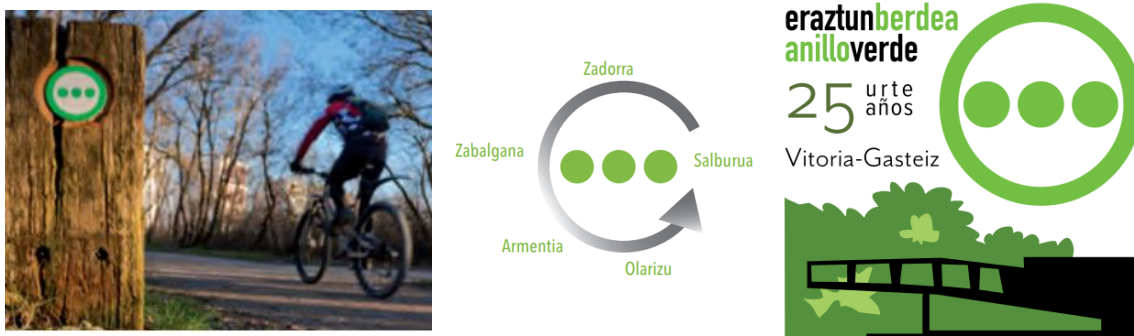 Zadorra
Zabalgana
Salburua
Armentia
Olarizu
eraztunberdea
anilloverde
25 urte
años
Vitoria-Gasteiz